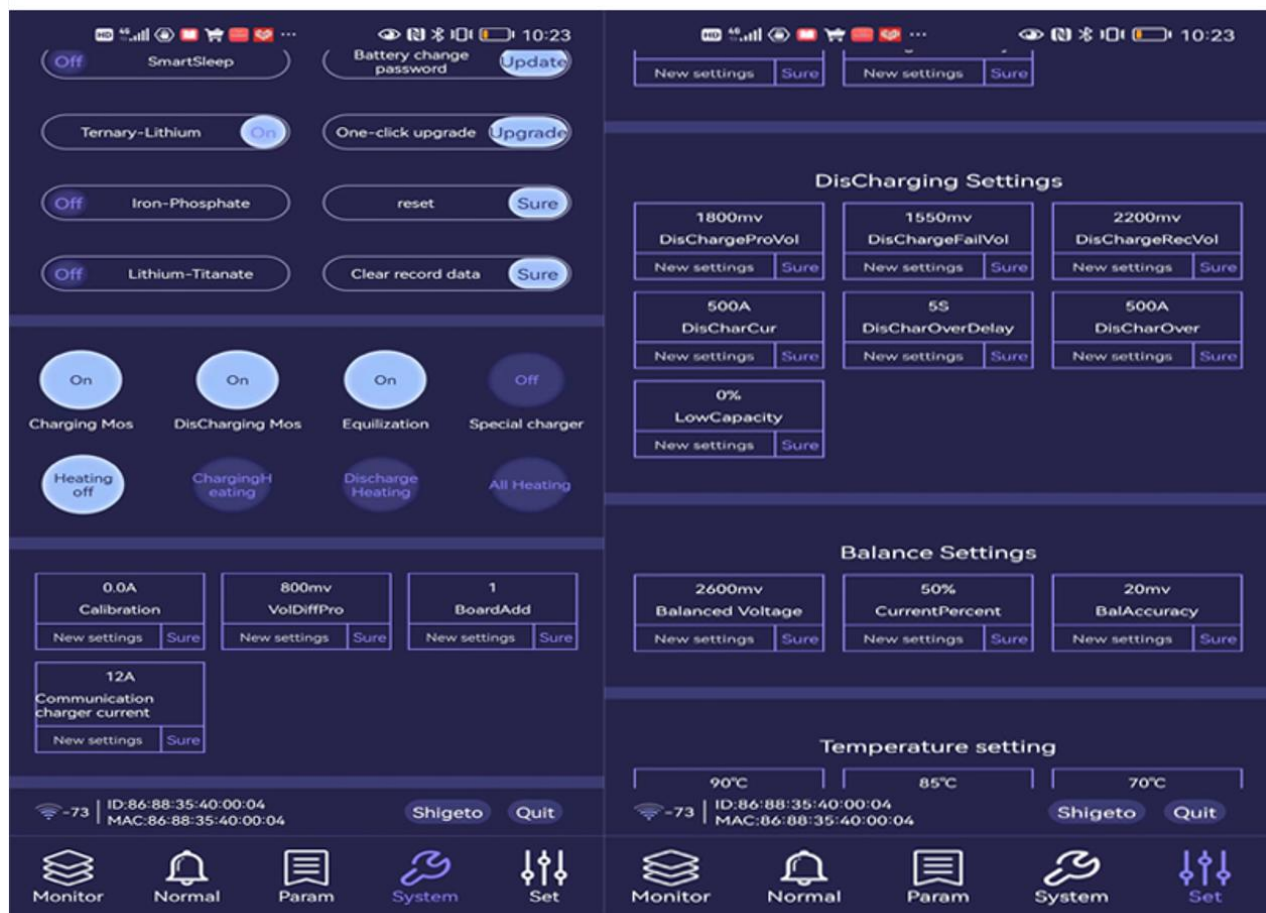 HD 4G 10:23
Off SmartSleep
Battery change
password
Update
Ternary-Lithium On
One-click upgrade Upgrade
Off Iron-Phosphate
reset Sure
Off Lithium-Titanate
Clear record data Sure
On On On Off
Charging Mos DisCharging Mos Equilization Special charger
Heating
off
ChargingH
eating
Discharge
Heating
All Heating
0.0A
Calibration
New settings Sure
800mv
VolDiffPro
New settings Sure
1
BoardAdd
New settings Sure
12A
Communication
charger current
New settings Sure
-73
ID:86:88:35:40:00:04
MAC:86:88:35:40:00:04
Shigeto Quit
Monitor Normal Param System Set
HD 4G 10:23
New settings Sure New settings Sure
DisCharging Settings
1800mv
DisChargeProVol
New settings Sure
1550mv
DisChargeFailVol
New settings Sure
2200mv
DisChargeRecVol
New settings Sure
500A
DisCharCur
New settings Sure
5S
DisCharOverDelay
New settings Sure
500A
DisCharOver
New settings Sure
0%
LowCapacity
New settings Sure
Balance Settings
2600mv
Balanced Voltage
New settings Sure
50%
CurrentPercent
New settings Sure
20mv
BalAccuracy
New settings Sure
Temperature setting
90℃ 85℃ 70℃
-73
ID:86:88:35:40:00:04
MAC:86:88:35:40:00:04
Shigeto Quit
Monitor Normal Param System Set